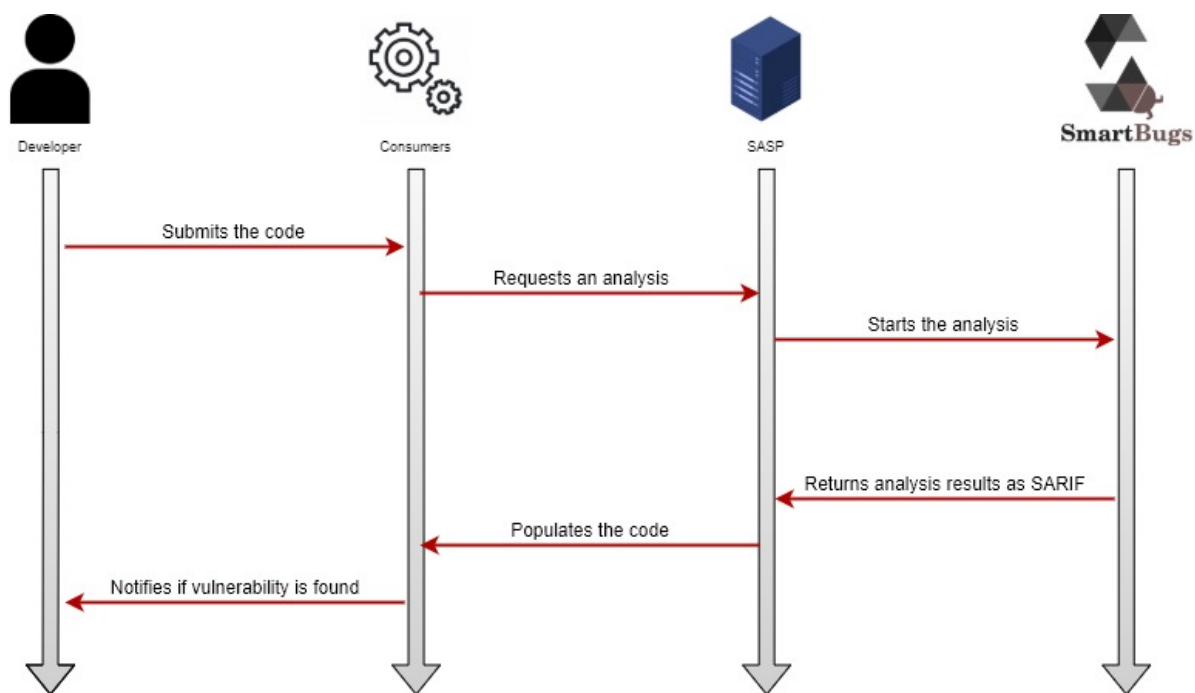 Developer
Consumers
SASP
SmartBugs
Submits the code
Requests an analysis
Starts the analysis
Returns analysis results as SARIF
Populates the code
Notifies if vulnerability is found